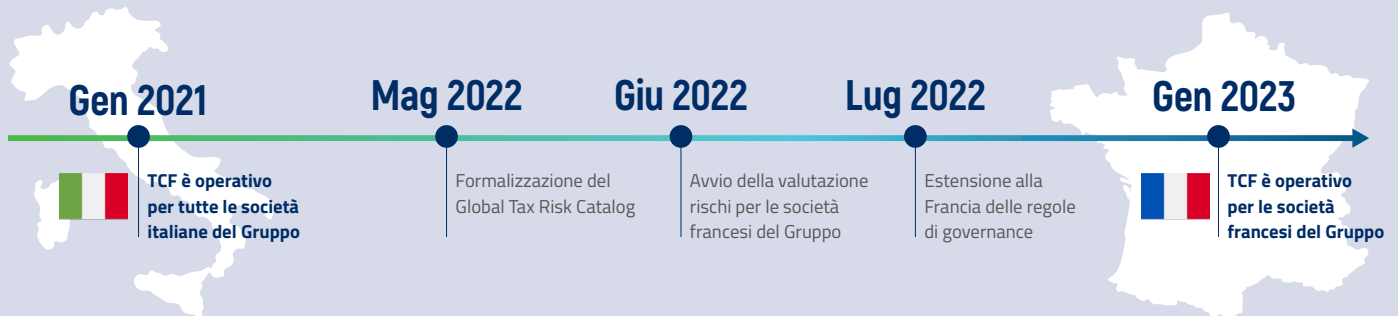 Gen 2021
TCF è operativo
per tutte le società
italiane del Gruppo
Mag 2022
Formalizzazione del
Global Tax Risk Catalog
Giu 2022
Avvio della valutazione
rischi per le società
francesi del Gruppo
Lug 2022
Estensione alla
Francia delle regole
di governance
Gen 2023
TCF è operativo
per le società
francesi del Gruppo